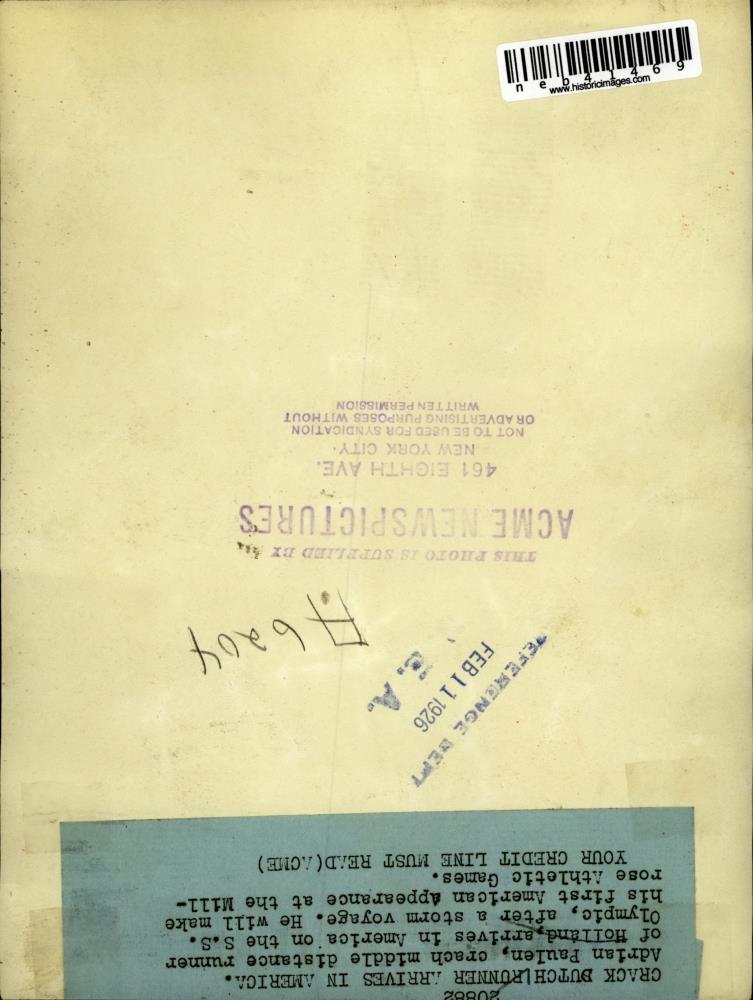 neb41469
www.historicimages.com
20882
CRACK DUTCH RUNNER ARRIVES IN AMERICA.
Adrian Paulen, crach middle distance runner
of Holland, arrives in America on the S.S.
Olympic, after a storm voyage. He will make
his first American appearance at the Mill-
rose Athletic Games.
YOUR CREDIT LINE MUST READ(ACME)
REFERENCE DEPT
FEB 11 1926
E. A.
A 6204
THIS PHOTO IS SUPPLIED BY
ACME NEWSPICTURES
461 EIGHTH AVE.
NEW YORK CITY.
NOT TO BE USED FOR SYNDICATION
OR ADVERTISING PURPOSES WITHOUT
WRITTEN PERMISSION